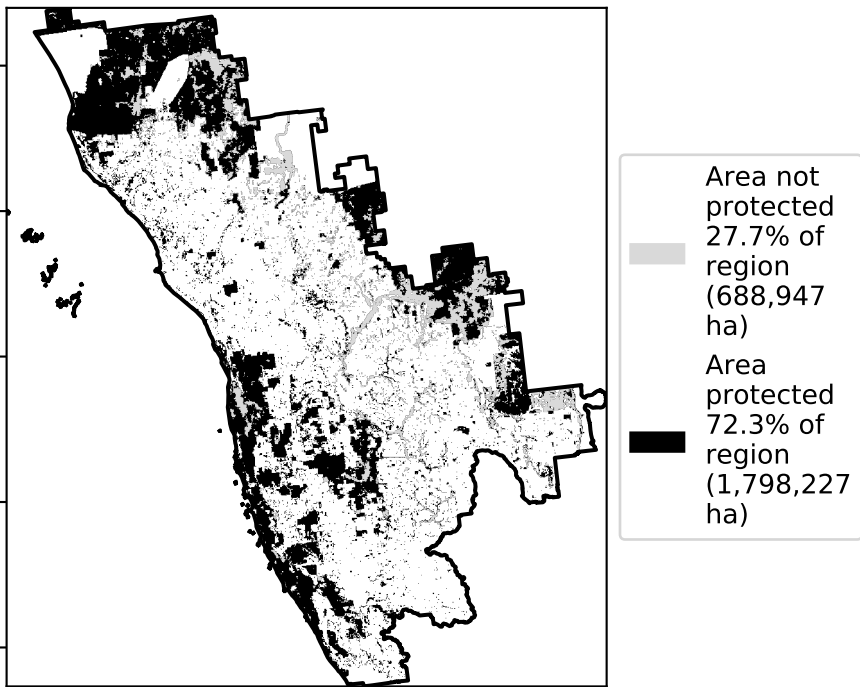 Area not
protected
27.7% of
region
(688,947
ha)
Area
protected
72.3% of
region
(1,798,227
ha)